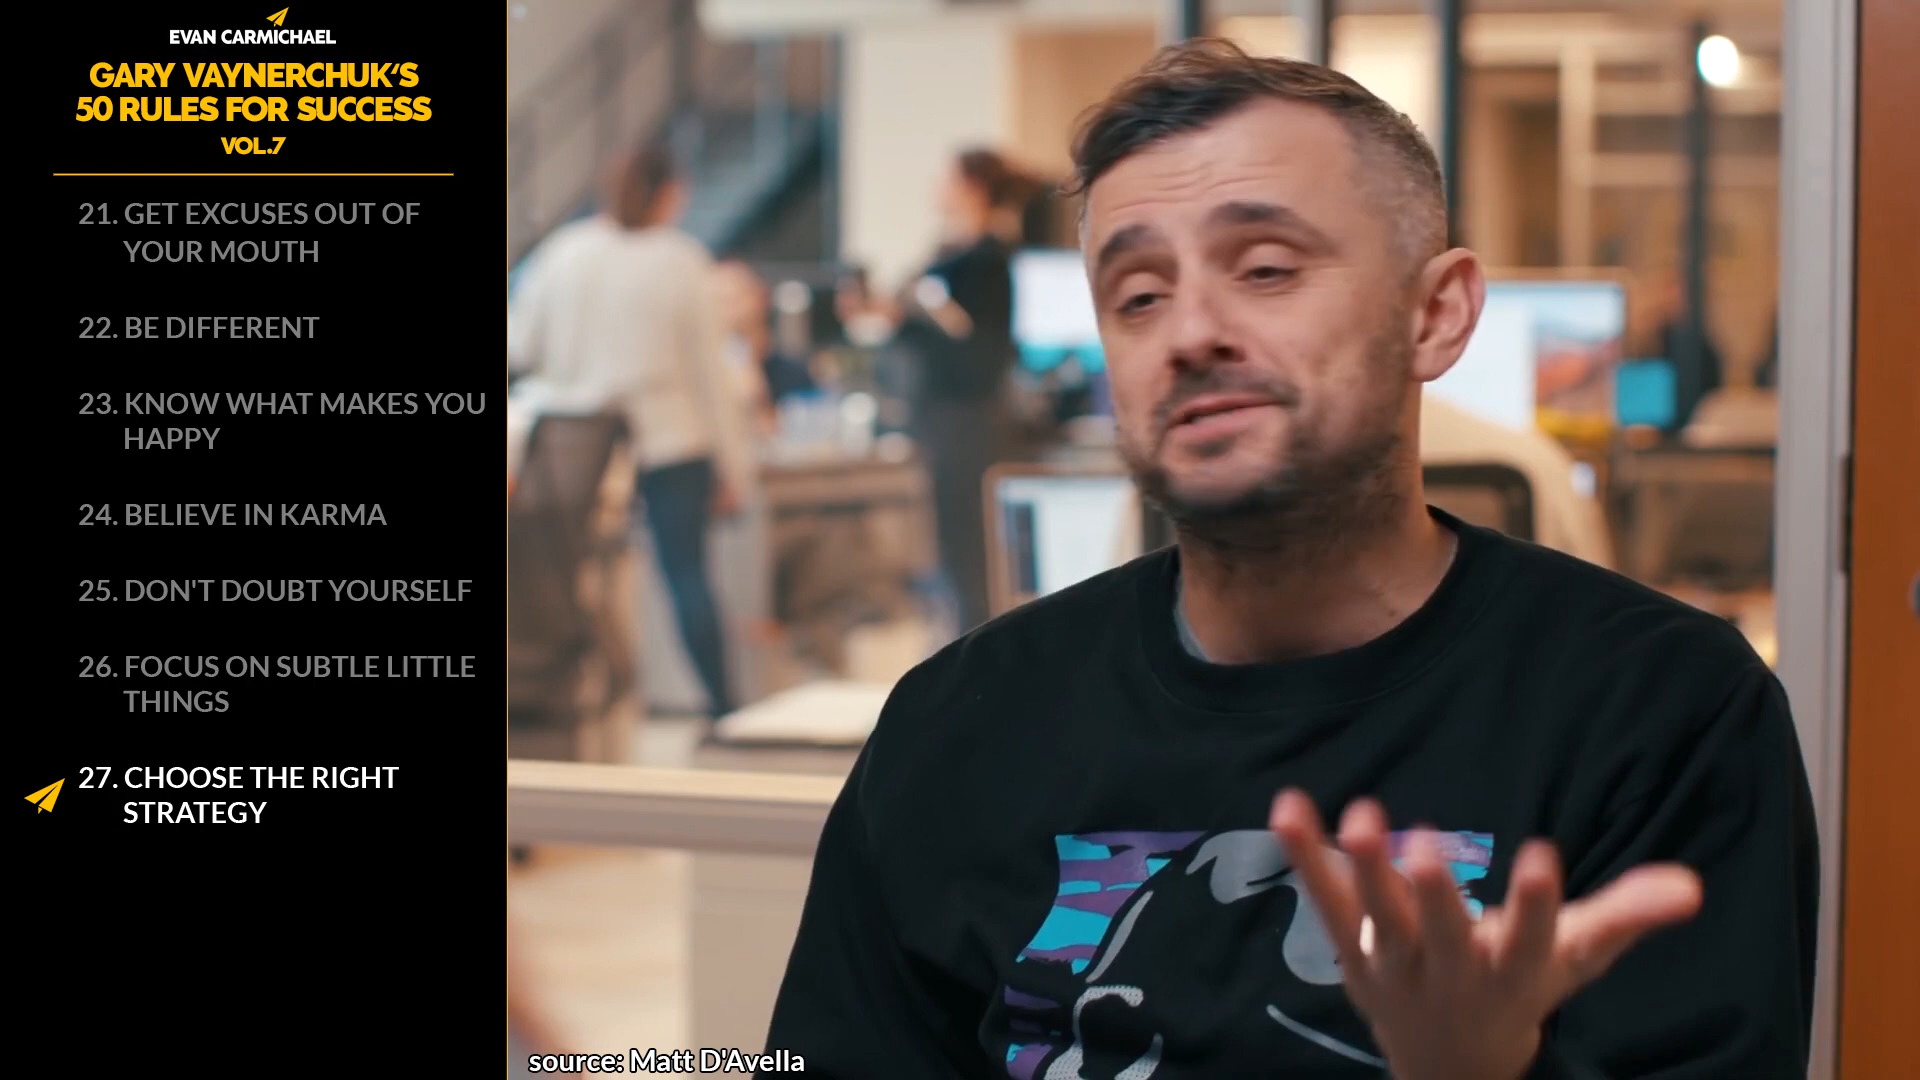 EVAN CARMICHAEL
GARY VAYNERCHUK'S
50 RULES FOR SUCCESS
VOL.7
21. GET EXCUSES OUT OF
YOUR MOUTH
22. BE DIFFERENT
23. KNOW WHAT MAKES YOU
HAPPY
24. BELIEVE IN KARMA
25. DON'T DOUBT YOURSELF
26. FOCUS ON SUBTLE LITTLE
THINGS
27. CHOOSE THE RIGHT
STRATEGY
source: Matt D'Avella